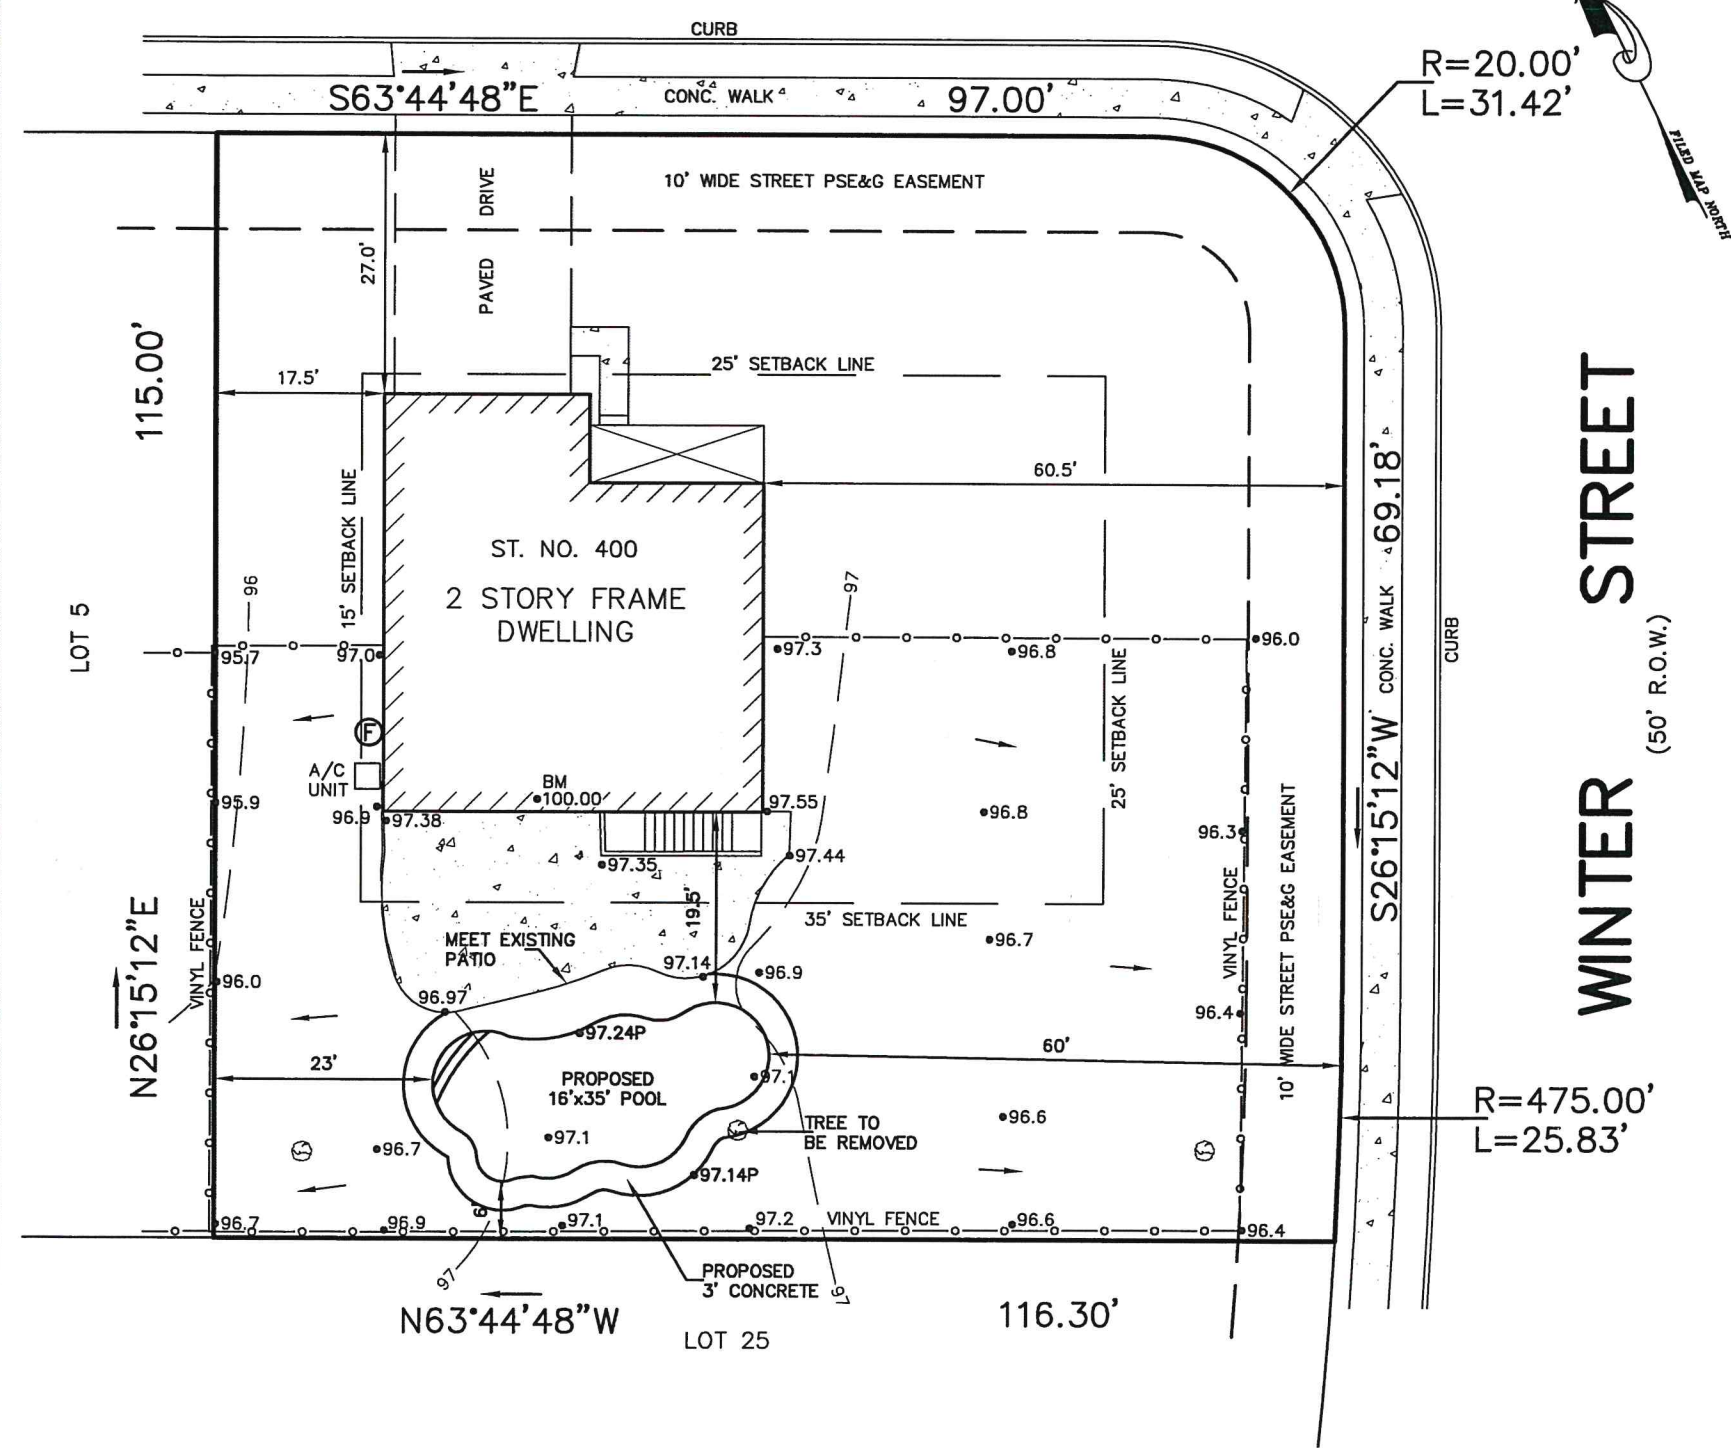 CURB
R=20.00'
L=31.42'
FILED MAP NORTH
S63°44'48"E
CONC. WALK
97.00'
10' WIDE STREET PSE&G EASEMENT
PAVED DRIVE
27.0'
115.00'
17.5'
25' SETBACK LINE
15' SETBACK LINE
60.5'
ST. NO. 400
2 STORY FRAME
DWELLING
96
97
LOT 5
95.7
97.0
97.3
96.8
96.0
F
A/C
UNIT
BM
100.00
95.9
96.9
97.38
97.55
96.8
96.3
97.35
97.44
19.5'
25' SETBACK LINE
35' SETBACK LINE
VINYL FENCE
N26°15'12"E
MEET EXISTING
PATIO
97.14
96.9
96.7
96.0
96.97
96.4
VINYL FENCE
10' WIDE STREET PSE&G EASEMENT
97.24P
23'
60'
PROPOSED
16'x35' POOL
97.1
97.1
96.6
TREE TO
BE REMOVED
96.7
97.14P
6'
96.7
96.9
97.1
97.2
VINYL FENCE
96.6
96.4
97
PROPOSED
3' CONCRETE
97
N63°44'48"W
116.30'
LOT 25
69.18'
CONC. WALK
S26°15'12"W
CURB
WINTER STREET
(50' R.O.W.)
R=475.00'
L=25.83'